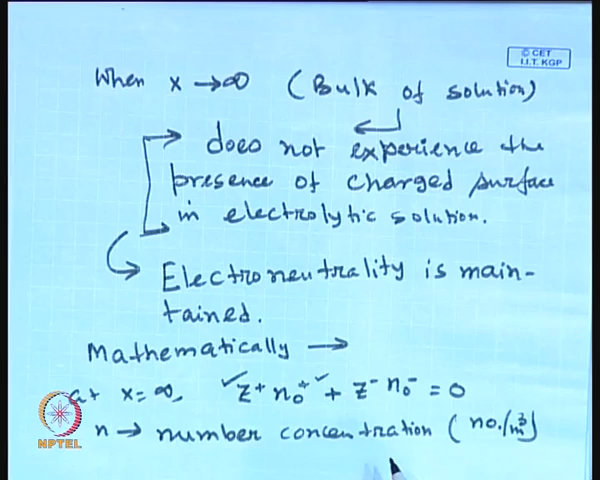 © CET
I.I.T. KGP
When x → ∞ (Bulk of solution)
does not experience the
presence of charged surface
in electrolytic solution.
Electroneutrality is main-
tained.
Mathematically →
at x = ∞, z⁺ n₀⁺ + z⁻ n₀⁻ = 0
n → number concentration (no./m³)
NPTEL